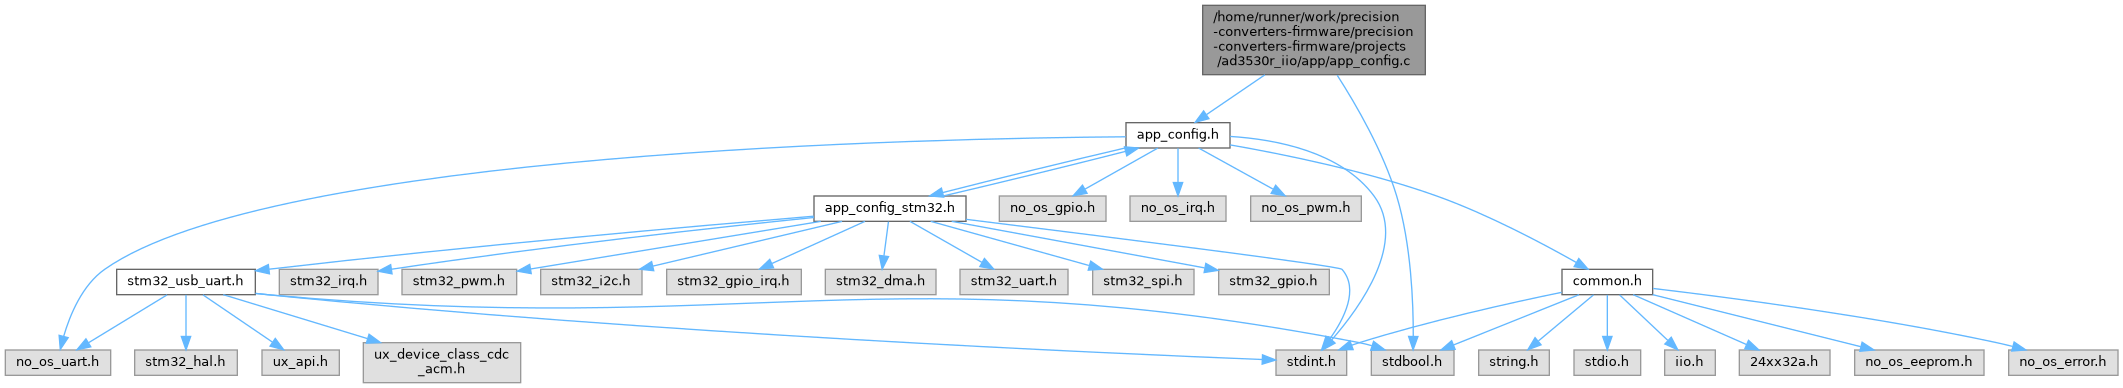 /home/runner/work/precision
-converters-firmware/precision
-converters-firmware/projects
/ad3530r_iio/app/app_config.c
app_config.h
app_config_stm32.h
no_os_gpio.h
no_os_irq.h
no_os_pwm.h
stm32_usb_uart.h
stm32_irq.h
stm32_pwm.h
stm32_i2c.h
stm32_gpio_irq.h
stm32_dma.h
stm32_uart.h
stm32_spi.h
stm32_gpio.h
common.h
no_os_uart.h
stm32_hal.h
ux_api.h
ux_device_class_cdc
_acm.h
stdint.h
stdbool.h
string.h
stdio.h
iio.h
24xx32a.h
no_os_eeprom.h
no_os_error.h